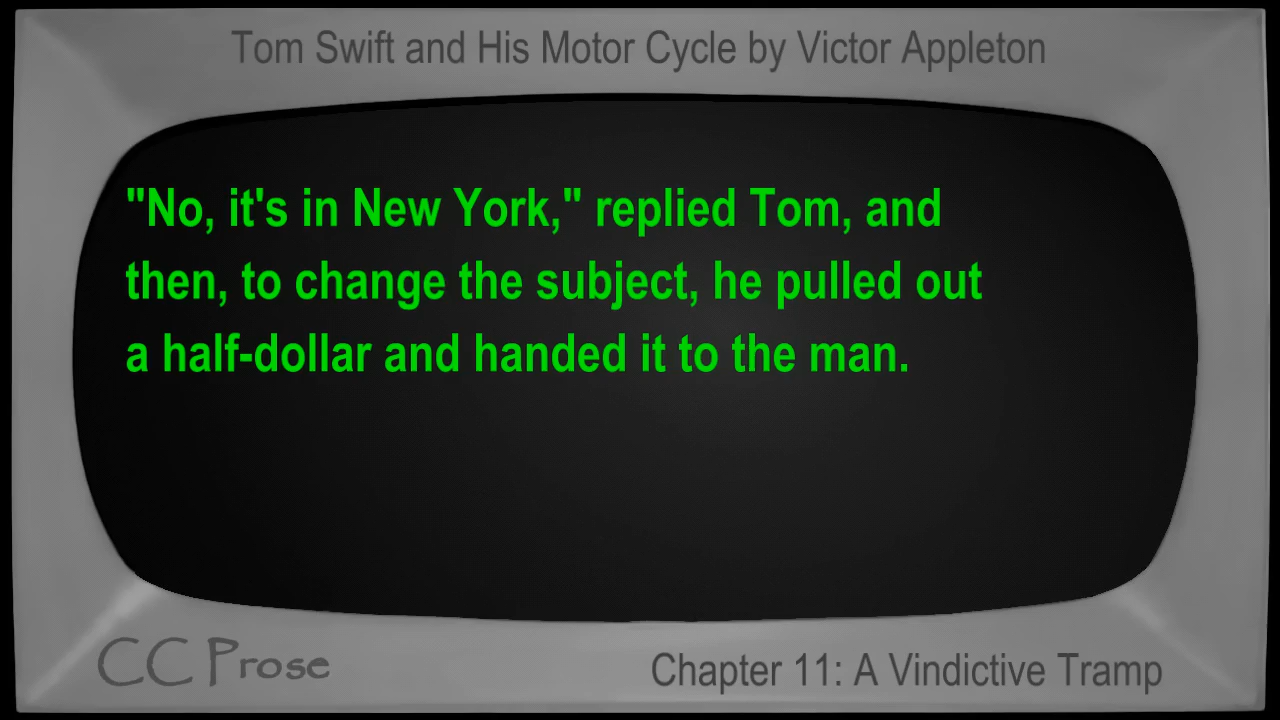 Tom Swift and His Motor Cycle by Victor Appleton
"No, it's in New York," replied Tom, and
then, to change the subject, he pulled out
a half-dollar and handed it to the man.
CC Prose
Chapter 11: A Vindictive Tramp